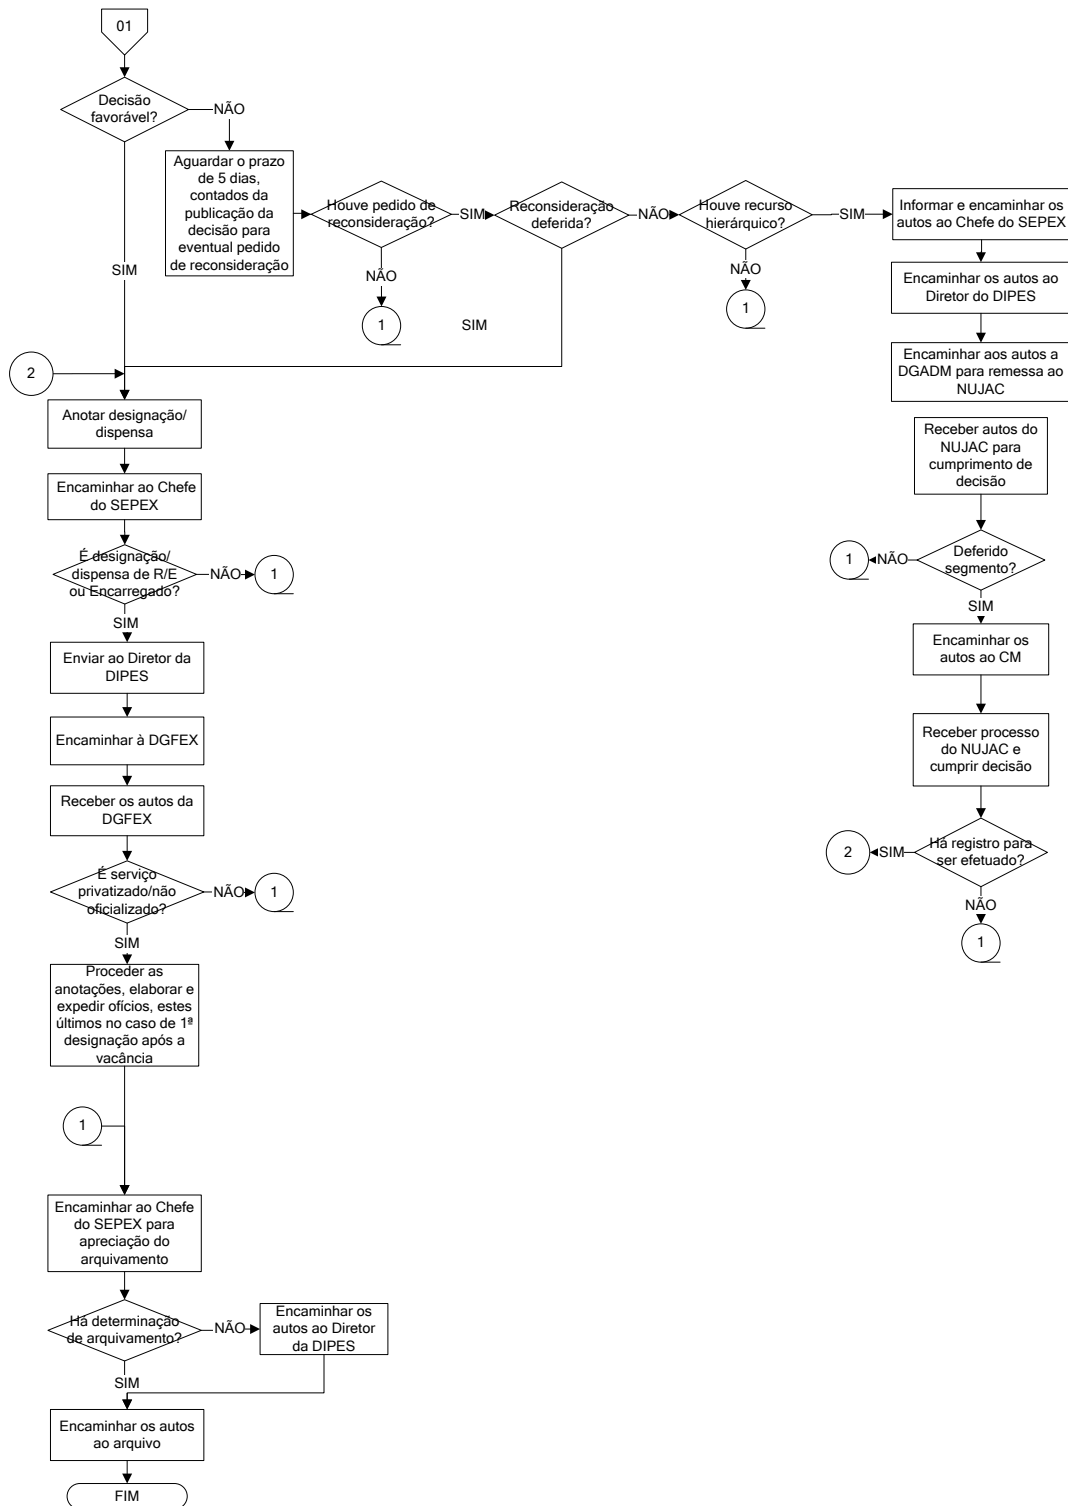 01
Decisão
favorável?
NÃO
SIM
Aguardar o prazo
de 5 dias,
contados da
publicação da
decisão para
eventual pedido
de reconsideração
Houve pedido de
reconsideração?
SIM
NÃO
1
Reconsideração
deferida?
NÃO
SIM
Houve recurso
hierárquico?
SIM
NÃO
1
Informar e encaminhar os
autos ao Chefe do SEPEX
Encaminhar os autos ao
Diretor do DIPES
Encaminhar aos autos a
DGADM para remessa ao
NUJAC
Receber autos do
NUJAC para
cumprimento de
decisão
Deferido
segmento?
NÃO
1
SIM
Encaminhar os
autos ao CM
Receber processo
do NUJAC e
cumprir decisão
Há registro para
ser efetuado?
SIM
2
NÃO
1
2
Anotar designação/
dispensa
Encaminhar ao Chefe
do SEPEX
É designação/
dispensa de R/E
ou Encarregado?
NÃO
1
SIM
Enviar ao Diretor da
DIPES
Encaminhar à DGFEX
Receber os autos da
DGFEX
É serviço
privatizado/não
oficializado?
NÃO
1
SIM
Proceder as
anotações, elaborar e
expedir ofícios, estes
últimos no caso de 1ª
designação após a
vacância
1
Encaminhar ao Chefe
do SEPEX para
apreciação do
arquivamento
Há determinação
de arquivamento?
NÃO
Encaminhar os
autos ao Diretor
da DIPES
SIM
Encaminhar os autos
ao arquivo
FIM